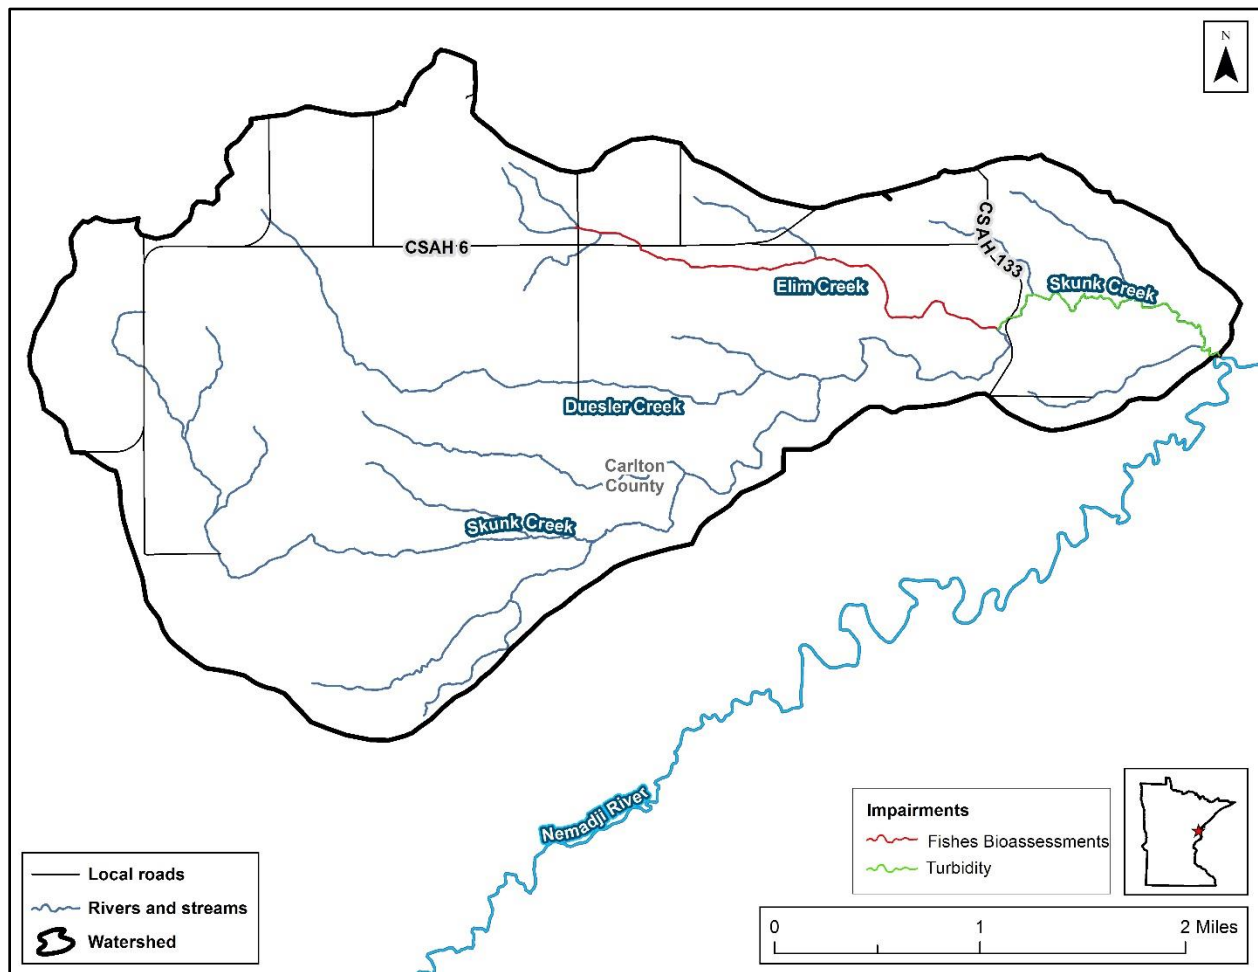 N
CSAH 6
CSAH 133
Elim Creek
Skunk Creek
Duesler Creek
Carlton
County
Skunk Creek
Nemadji River
Local roads
Rivers and streams
Watershed
Impairments
Fishes Bioassessments
Turbidity
0 1 2 Miles